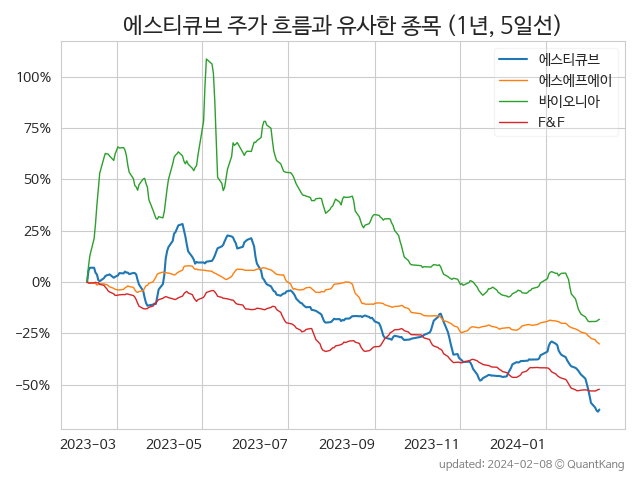 에스티큐브 주가 흐름과 유사한 종목 (1년, 5일선)
에스티큐브
에스에프에이
바이오니아
F&F
100%
75%
50%
25%
0%
−25%
−50%
2023-03 2023-05 2023-07 2023-09 2023-11 2024-01
updated: 2024-02-08 © QuantKang